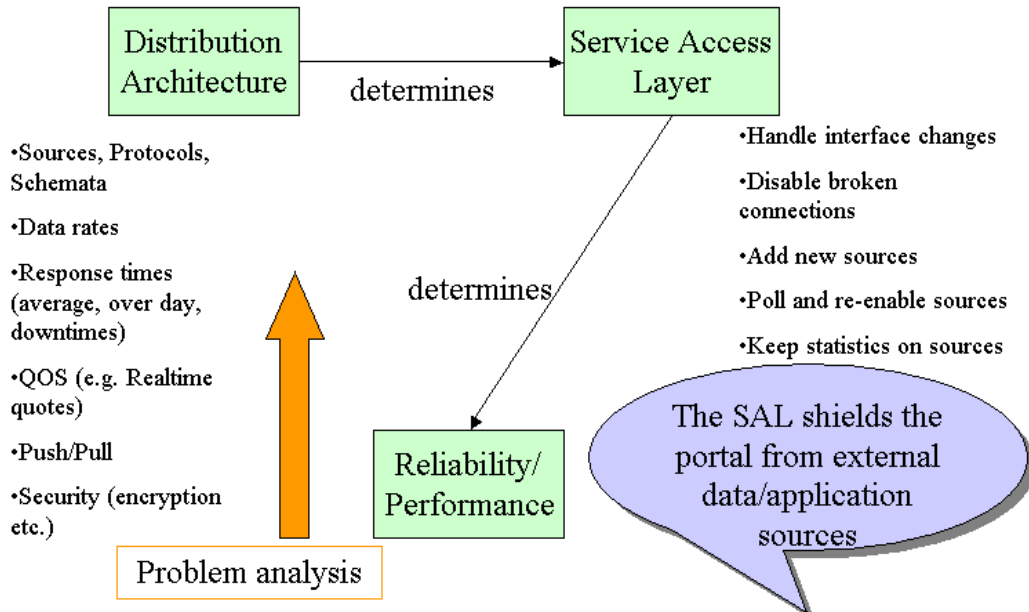 Distribution
Architecture
determines
Service Access
Layer
•Sources, Protocols,
Schemata
•Data rates
•Response times
(average, over day,
downtimes)
•QOS (e.g. Realtime
quotes)
•Push/Pull
•Security (encryption
etc.)
determines
•Handle interface changes
•Disable broken
connections
•Add new sources
•Poll and re-enable sources
•Keep statistics on sources
Reliability/
Performance
The SAL shields the
portal from external
data/application
sources
Problem analysis